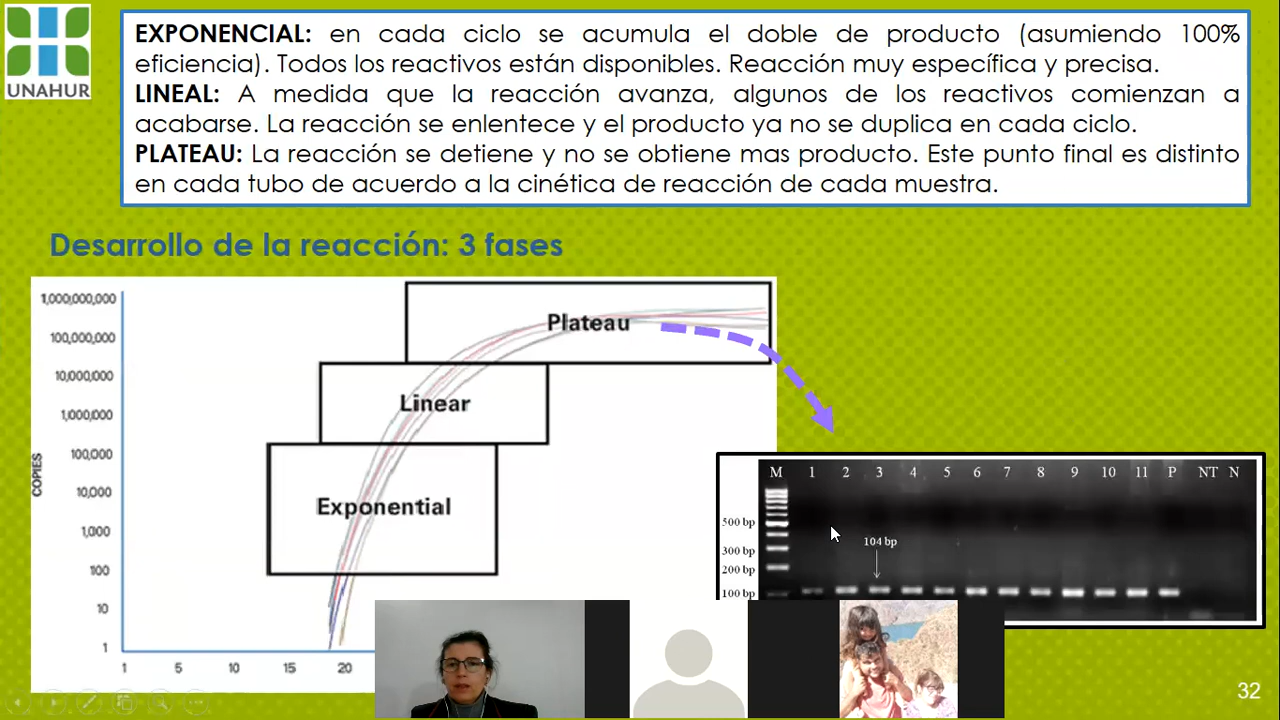 UNAHUR
EXPONENCIAL: en cada ciclo se acumula el doble de producto (asumiendo 100%
eficiencia). Todos los reactivos están disponibles. Reacción muy específica y precisa.
LINEAL: A medida que la reacción avanza, algunos de los reactivos comienzan a
acabarse. La reacción se enlentece y el producto ya no se duplica en cada ciclo.
PLATEAU: La reacción se detiene y no se obtiene mas producto. Este punto final es distinto
en cada tubo de acuerdo a la cinética de reacción de cada muestra.
Desarrollo de la reacción: 3 fases
1,000,000,000
100,000,000
10,000,000
1,000,000
100,000
10,000
1,000
100
10
1
COPIES
Plateau
Linear
Exponential
1 5 10 15 20
M 1 2 3 4 5 6 7 8 9 10 11 P NT N
500 bp
104 bp
300 bp
200 bp
100 bp
32